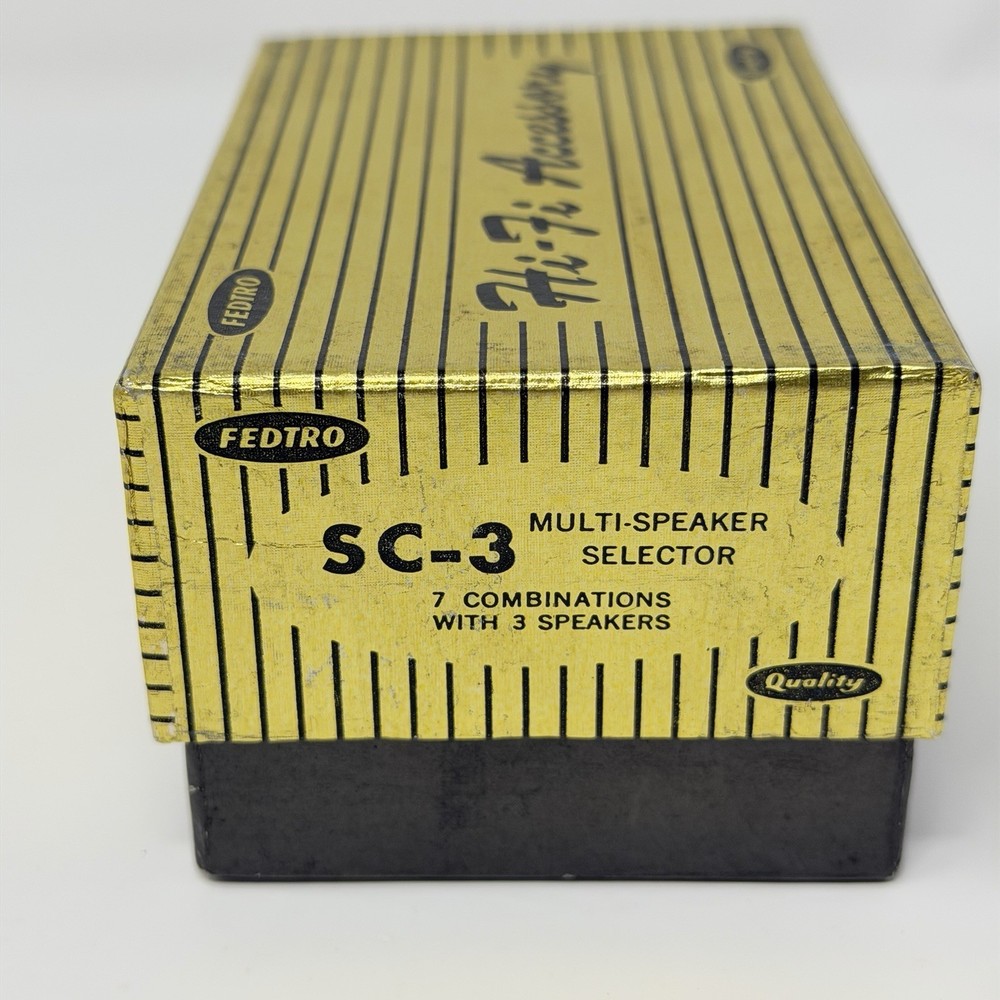 Hi-Fi Accessory
FEDTRO
FEDTRO
SC-3 MULTI-SPEAKER
SELECTOR
7 COMBINATIONS
WITH 3 SPEAKERS
Quality